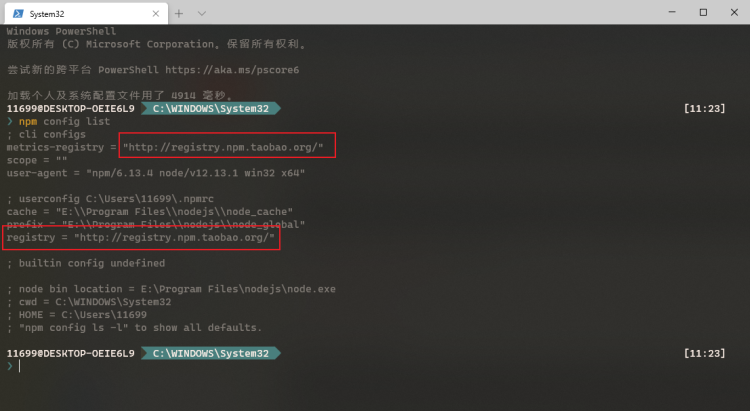 System32
Windows PowerShell
版权所有 (C) Microsoft Corporation。保留所有权利。
尝试新的跨平台 PowerShell https://aka.ms/pscore6
加载个人及系统配置文件用了 4914 毫秒。
11699@DESKTOP-OEIE6L9 C:\WINDOWS\System32 [11:23]
❯ npm config list
; cli configs
metrics-registry = "http://registry.npm.taobao.org/"
scope = ""
user-agent = "npm/6.13.4 node/v12.13.1 win32 x64"
; userconfig C:\Users\11699\.npmrc
cache = "E:\\Program Files\\nodejs\\node_cache"
prefix = "E:\\Program Files\\nodejs\\node_global"
registry = "http://registry.npm.taobao.org/"
; builtin config undefined
; node bin location = E:\Program Files\nodejs\node.exe
; cwd = C:\WINDOWS\System32
; HOME = C:\Users\11699
; "npm config ls -l" to show all defaults.
11699@DESKTOP-OEIE6L9 C:\WINDOWS\System32 [11:23]
❯